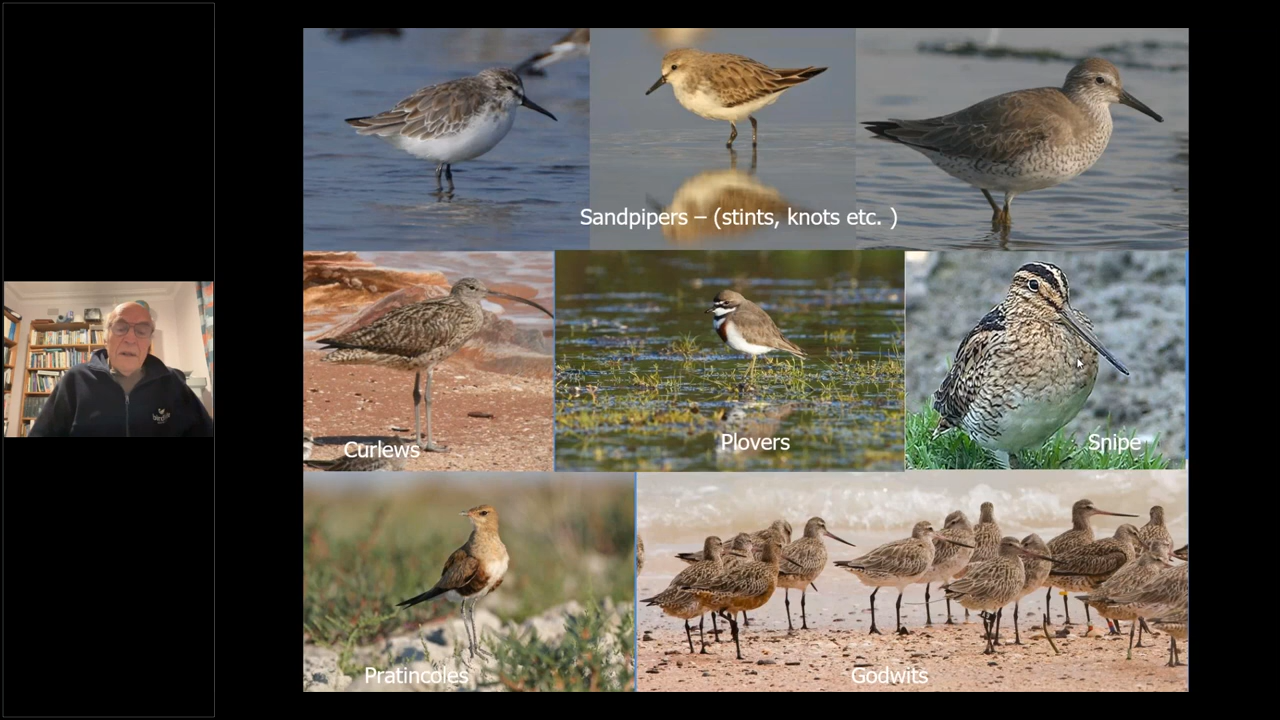 Sandpipers – (stints, knots etc. )
Curlews
Plovers
Snipe
Pratincoles
Godwits